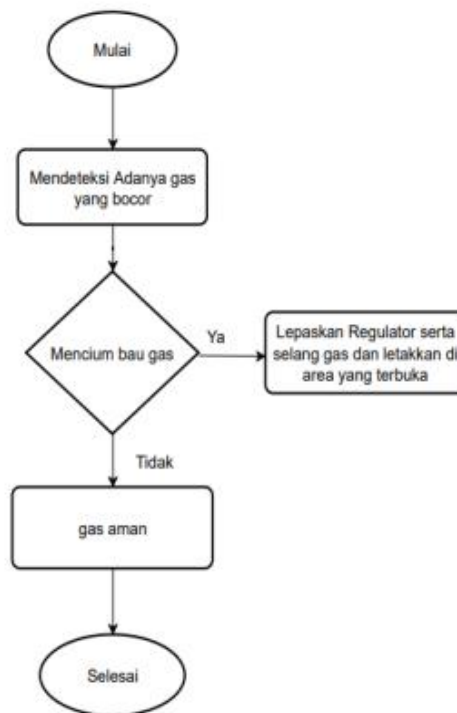 Mulai
Mendeteksi Adanya gas
yang bocor
Mencium bau gas
Ya
Lepaskan Regulator serta
selang gas dan letakkan di
area yang terbuka
Tidak
gas aman
Selesai